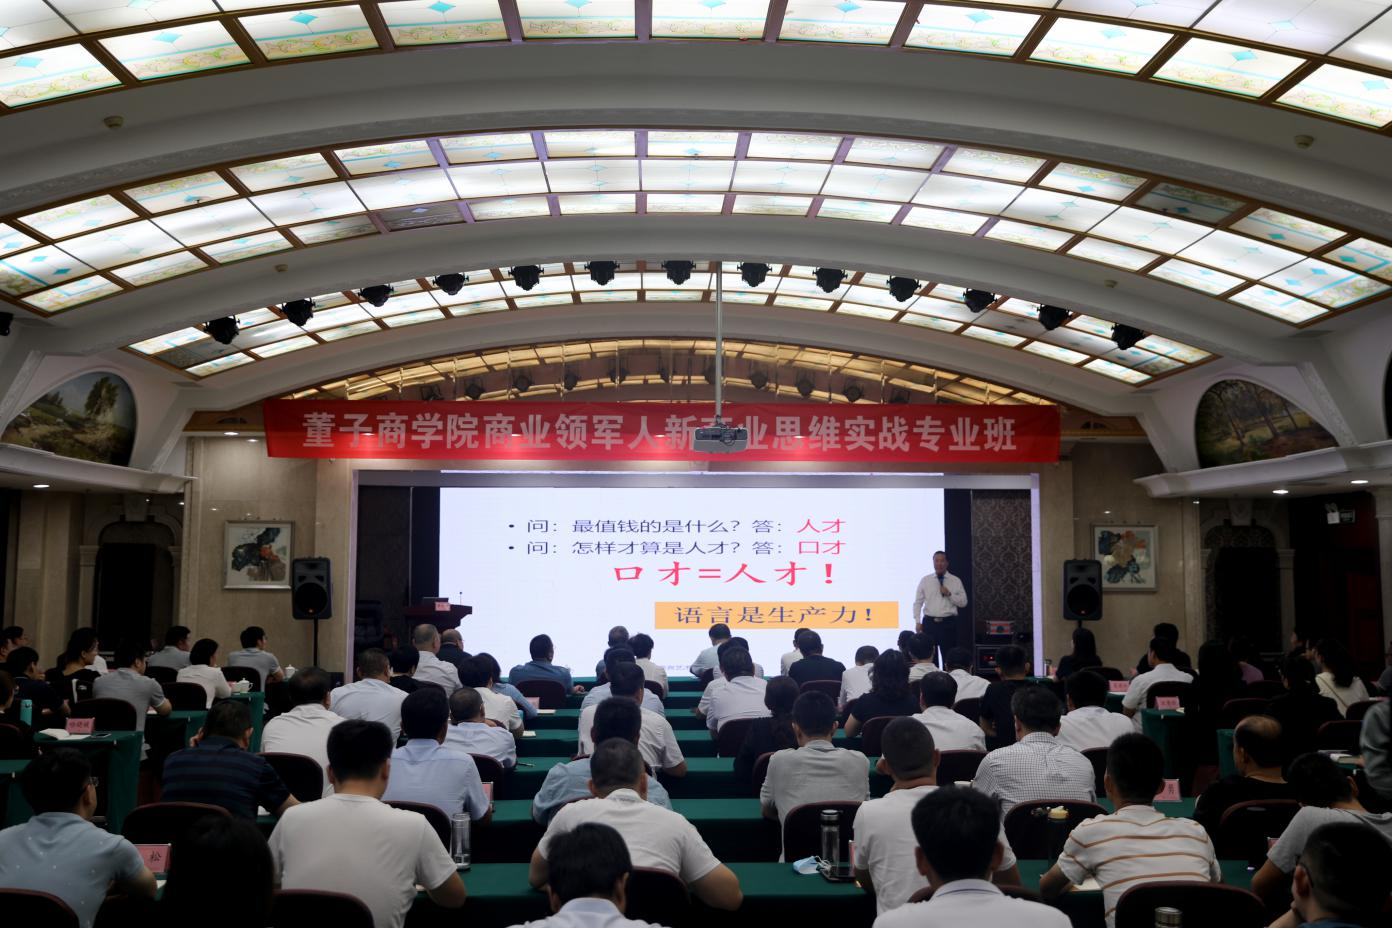 董子商学院商业领军人新商业思维实战专业班
• 问：最值钱的是什么？答：人才
• 问：怎样才算是人才？答：口才
口才=人才！
语言是生产力！
松